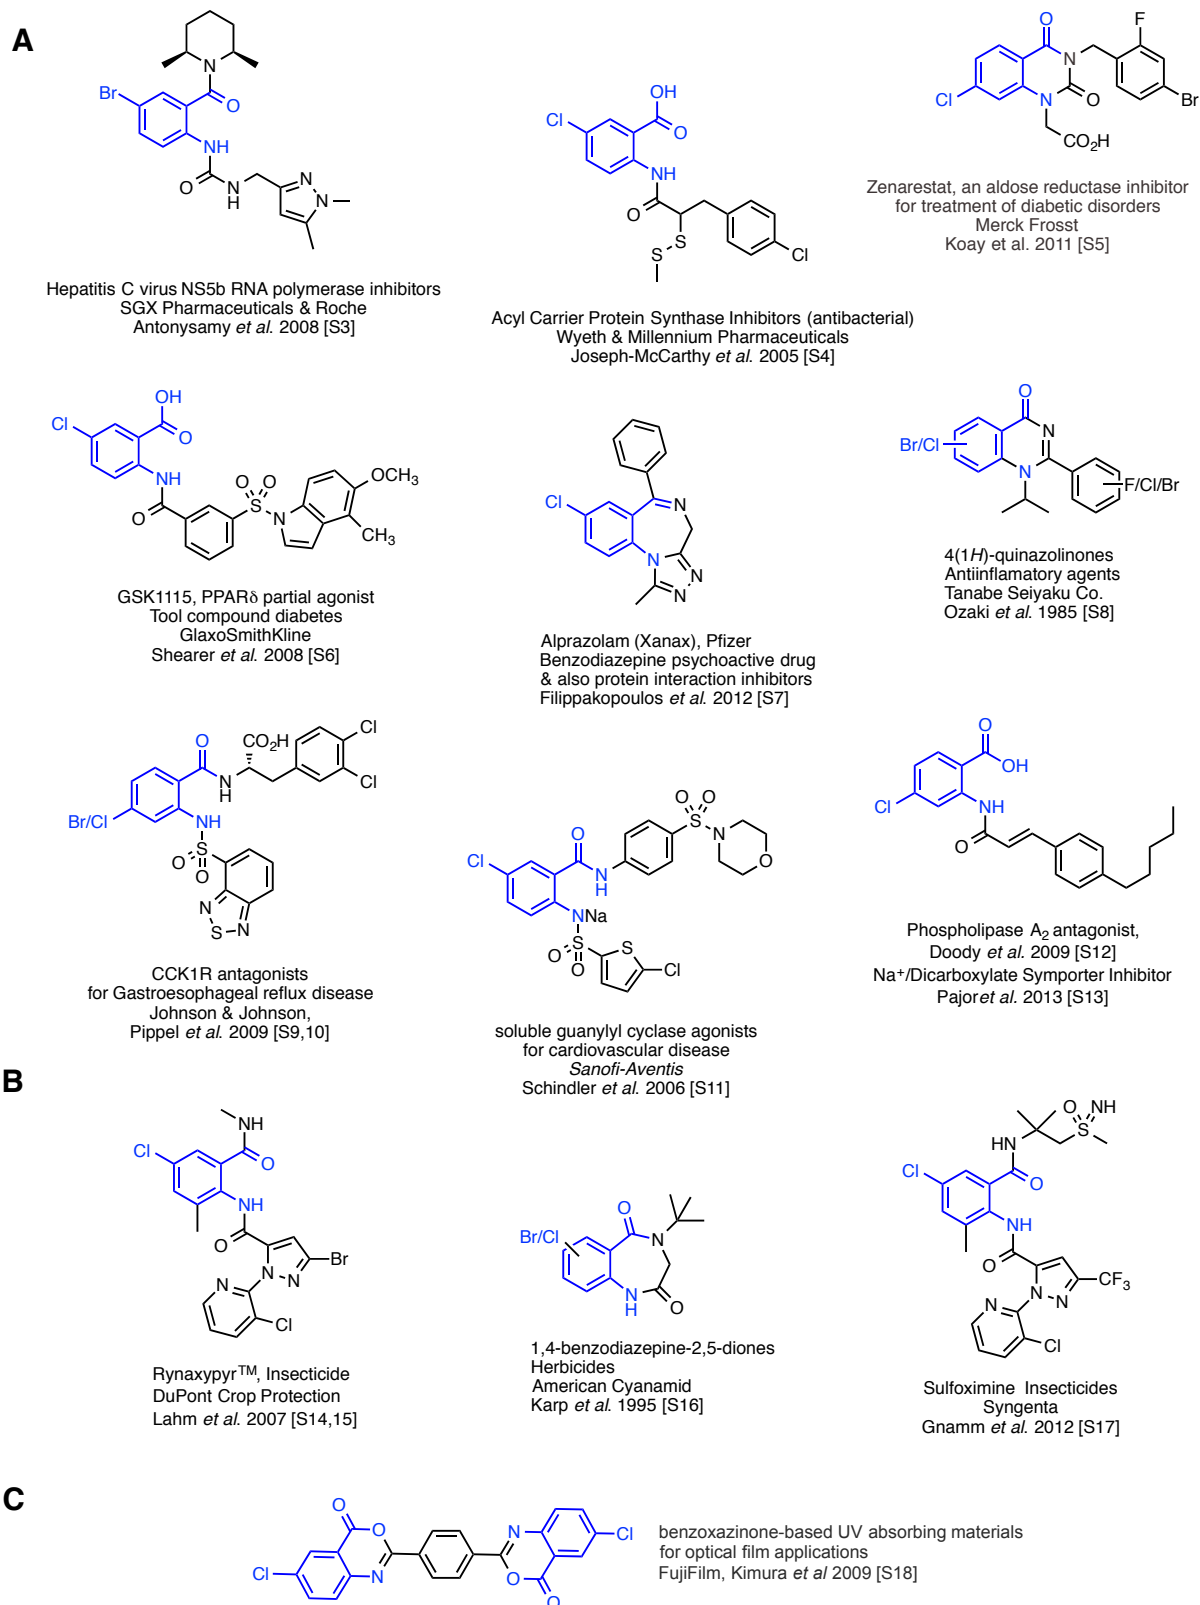 A
Br
N
O
NH
O
N
H
N
N
Hepatitis C virus NS5b RNA polymerase inhibitors
SGX Pharmaceuticals & Roche
Antonysamy et al. 2008 [S3]
Cl
OH
O
NH
O
S
S
Cl
Acyl Carrier Protein Synthase Inhibitors (antibacterial)
Wyeth & Millennium Pharmaceuticals
Joseph-McCarthy et al. 2005 [S4]
O
F
N
Cl
N
O
Br
CO2H
Zenarestat, an aldose reductase inhibitor
for treatment of diabetic disorders
Merck Frosst
Koay et al. 2011 [S5]
OH
Cl
O
NH
O
O O
S
N
OCH3
CH3
GSK1115, PPARδ partial agonist
Tool compound diabetes
GlaxoSmithKline
Shearer et al. 2008 [S6]
Cl
N
N
N
N
Alprazolam (Xanax), Pfizer
Benzodiazepine psychoactive drug
& also protein interaction inhibitors
Filippakopoulos et al. 2012 [S7]
O
Br/Cl
N
N
F/Cl/Br
4(1H)-quinazolinones
Antiinflamatory agents
Tanabe Seiyaku Co.
Ozaki et al. 1985 [S8]
O
CO2H
Cl
N
H
Cl
Br/Cl
NH
O
S
O
N
S
N
CCK1R antagonists
for Gastroesophageal reflux disease
Johnson & Johnson,
Pippel et al. 2009 [S9,10]
O O
S
N
O
O
Cl
N
H
NNa
O
S
O
S
Cl
soluble guanylyl cyclase agonists
for cardiovascular disease
Sanofi-Aventis
Schindler et al. 2006 [S11]
O
OH
Cl
NH
O
Phospholipase A2 antagonist,
Doody et al. 2009 [S12]
Na+/Dicarboxylate Symporter Inhibitor
Pajoret al. 2013 [S13]
B
NH
Cl
O
NH
O
Br
N
N
N
Cl
Rynaxypyr™, Insecticide
DuPont Crop Protection
Lahm et al. 2007 [S14,15]
O
Br/Cl
N
N
H
O
1,4-benzodiazepine-2,5-diones
Herbicides
American Cyanamid
Karp et al. 1995 [S16]
O NH
S
HN
Cl
O
NH
O
CF3
N
N
N
Cl
Sulfoximine Insecticides
Syngenta
Gnamm et al. 2012 [S17]
C
O
O
N
Cl
N
O
O
Cl
benzoxazinone-based UV absorbing materials
for optical film applications
FujiFilm, Kimura et al 2009 [S18]